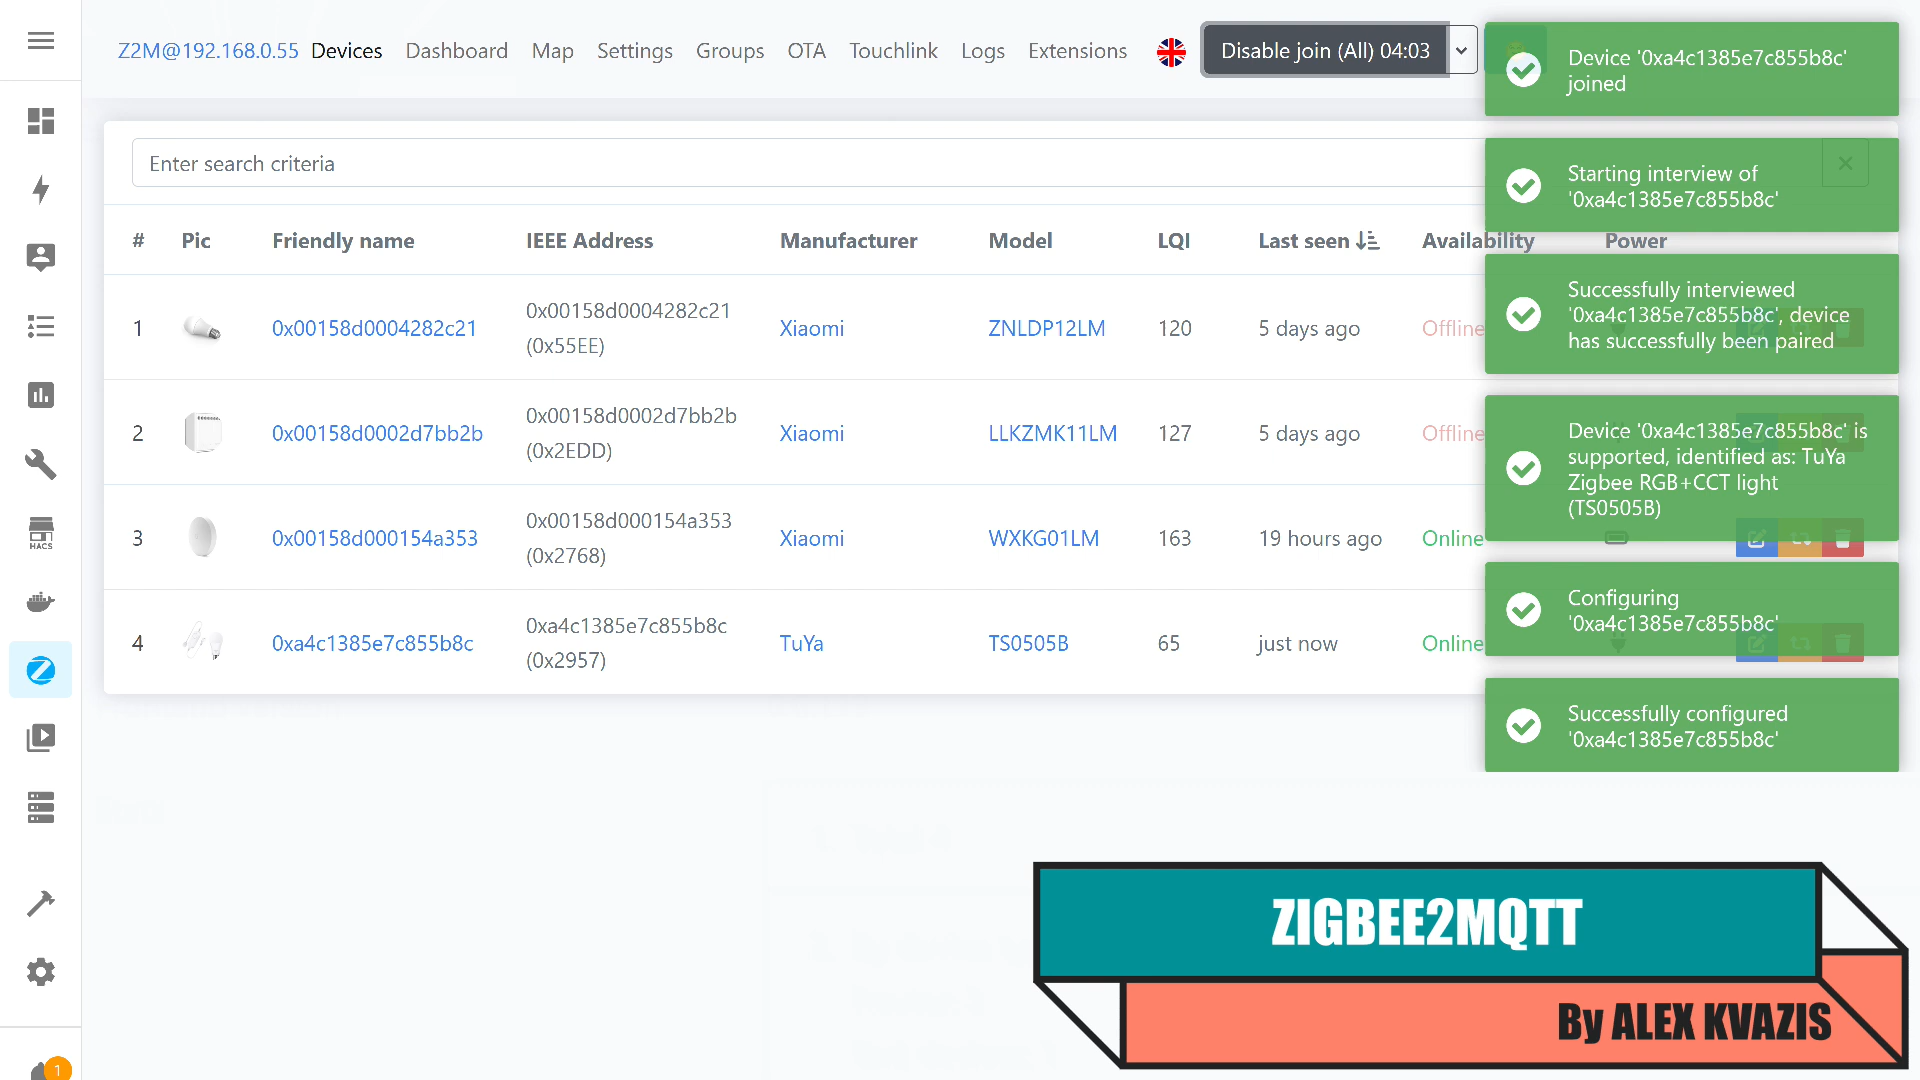 Z2M@192.168.0.55 Devices Dashboard Map Settings Groups OTA Touchlink Logs Extensions Disable join (All) 04:03
Enter search criteria
# Pic Friendly name IEEE Address Manufacturer Model LQI Last seen Availability Power
1 0x00158d0004282c21 0x00158d0004282c21 Xiaomi ZNLDP12LM 120 5 days ago Offline
(0x55EE)
2 0x00158d0002d7bb2b 0x00158d0002d7bb2b Xiaomi LLKZMK11LM 127 5 days ago Offline
(0x2EDD)
3 0x00158d000154a353 0x00158d000154a353 Xiaomi WXKG01LM 163 19 hours ago Online
(0x2768)
4 0xa4c1385e7c855b8c 0xa4c1385e7c855b8c TuYa TS0505B 65 just now Online
(0x2957)
Device '0xa4c1385e7c855b8c'
joined
Starting interview of
'0xa4c1385e7c855b8c'
Successfully interviewed
'0xa4c1385e7c855b8c', device
has successfully been paired
Device '0xa4c1385e7c855b8c' is
supported, identified as: TuYa
Zigbee RGB+CCT light
(TS0505B)
Configuring
'0xa4c1385e7c855b8c'
Successfully configured
'0xa4c1385e7c855b8c'
HACS
1
ZIGBEE2MQTT
By ALEX KVAZIS